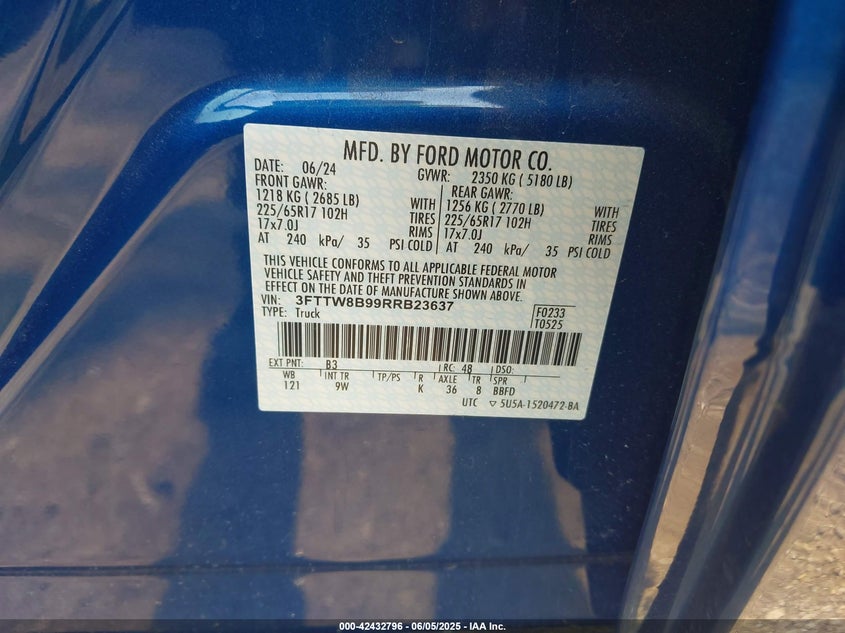 MFD. BY FORD MOTOR CO.
DATE: 06/24 GVWR: 2350 KG ( 5180 LB)
FRONT GAWR: REAR GAWR:
1218 KG ( 2685 LB) WITH 1256 KG ( 2770 LB) WITH
225/65R17 102H TIRES 225/65R17 102H TIRES
17x7.0J RIMS 17x7.0J RIMS
AT 240 kPa/ 35 PSI COLD AT 240 kPa/ 35 PSI COLD
THIS VEHICLE CONFORMS TO ALL APPLICABLE FEDERAL MOTOR
VEHICLE SAFETY AND THEFT PREVENTION STANDARDS IN
EFFECT ON THE DATE OF MANUFACTURE SHOWN ABOVE.
VIN: 3FTTW8B99RRB23637 F0233
TYPE: Truck T0525
EXT PNT: B3 RC: 48 DSO:
WB INT TR TP/PS R AXLE TR SPR
121 9W K 36 8 BBFD
UTC ▽ 5U5A-1520472-BA
000-42432796 - 06/05/2025 - IAA Inc.